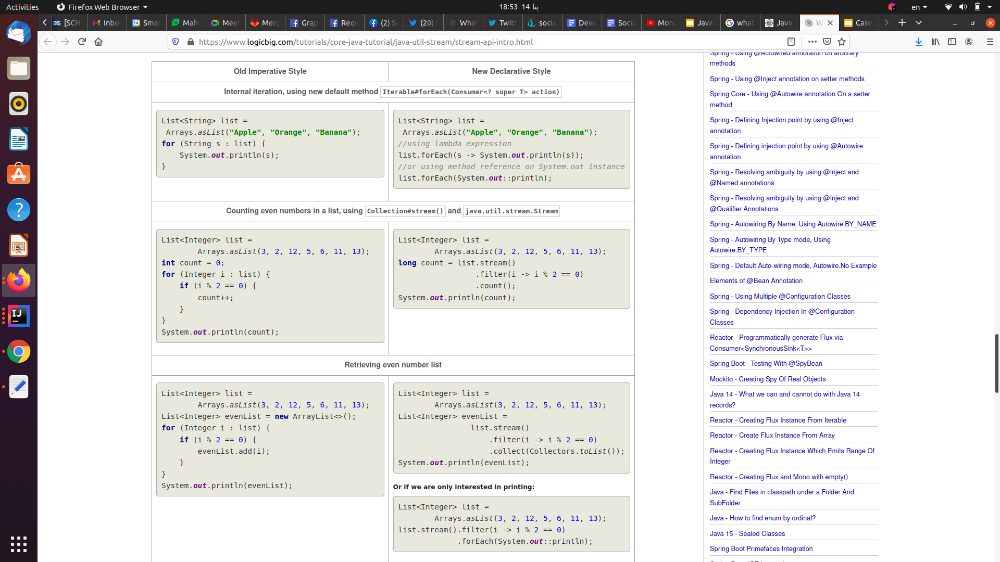 Activities
Firefox Web Browser
18:53  14 ينا
en
[SCH
Inbo
Smar
Mahi
Meet
Merg
Grap
Requ
(2) Sc
(20)
What
Twitt
socia
Deve
Socia
Mong
Java
what
Java
W
Case
https://www.logicbig.com/tutorials/core-java-tutorial/java-util-stream/stream-api-intro.html
Old Imperative Style
New Declarative Style
Internal iteration, using new default method Iterable#forEach(Consumer<? super T> action)
List<String> list =
 Arrays.asList("Apple", "Orange", "Banana");
for (String s : list) {
    System.out.println(s);
}
List<String> list =
 Arrays.asList("Apple", "Orange", "Banana");
//using lambda expression
list.forEach(s -> System.out.println(s));
//or using method reference on System.out instance
list.forEach(System.out::println);
Counting even numbers in a list, using Collection#stream() and java.util.stream.Stream
List<Integer> list =
        Arrays.asList(3, 2, 12, 5, 6, 11, 13);
int count = 0;
for (Integer i : list) {
    if (i % 2 == 0) {
        count++;
    }
}
System.out.println(count);
List<Integer> list =
        Arrays.asList(3, 2, 12, 5, 6, 11, 13);
long count = list.stream()
                 .filter(i -> i % 2 == 0)
                 .count();
System.out.println(count);
Retrieving even number list
List<Integer> list =
        Arrays.asList(3, 2, 12, 5, 6, 11, 13);
List<Integer> evenList = new ArrayList<>();
for (Integer i : list) {
    if (i % 2 == 0) {
        evenList.add(i);
    }
}
System.out.println(evenList);
List<Integer> list =
        Arrays.asList(3, 2, 12, 5, 6, 11, 13);
List<Integer> evenList =
                list.stream()
                    .filter(i -> i % 2 == 0)
                    .collect(Collectors.toList());
System.out.println(evenList);
Or if we are only interested in printing:
List<Integer> list =
        Arrays.asList(3, 2, 12, 5, 6, 11, 13);
list.stream().filter(i -> i % 2 == 0)
             .forEach(System.out::println);
Spring - Using @Autowired annotation on arbitrary
methods
Spring - Using @Inject annotation on setter methods
Spring Core - Using @Autowire annotation On a setter
method
Spring - Defining Injection point by using @Inject
annotation
Spring - Defining injection point by using @Autowire
annotation
Spring - Resolving ambiguity by using @Inject and
@Named annotations
Spring - Resolving ambiguity by using @Inject and
@Qualifier Annotations
Spring - Autowiring By Name, Using Autowire.BY_NAME
Spring - Autowiring By Type mode, Using
Autowire.BY_TYPE
Spring - Default Auto-wiring mode, Autowire.No Example
Elements of @Bean Annotation
Spring - Using Multiple @Configuration Classes
Spring - Dependency Injection In @Configuration
Classes
Reactor - Programmatically generate Flux via
Consumer<SynchronousSink<T>>
Spring Boot - Testing With @SpyBean
Mockito - Creating Spy Of Real Objects
Java 14 - What we can and cannot do with Java 14
records?
Reactor - Creating Flux Instance From Iterable
Reactor - Create Flux Instance From Array
Reactor - Creating Flux Instance Which Emits Range Of
Integer
Reactor - Creating Flux and Mono with empty()
Java - Find Files in classpath under a Folder And
SubFolder
Java - How to find enum by ordinal?
Java 15 - Sealed Classes
Spring Boot Primefaces Integration